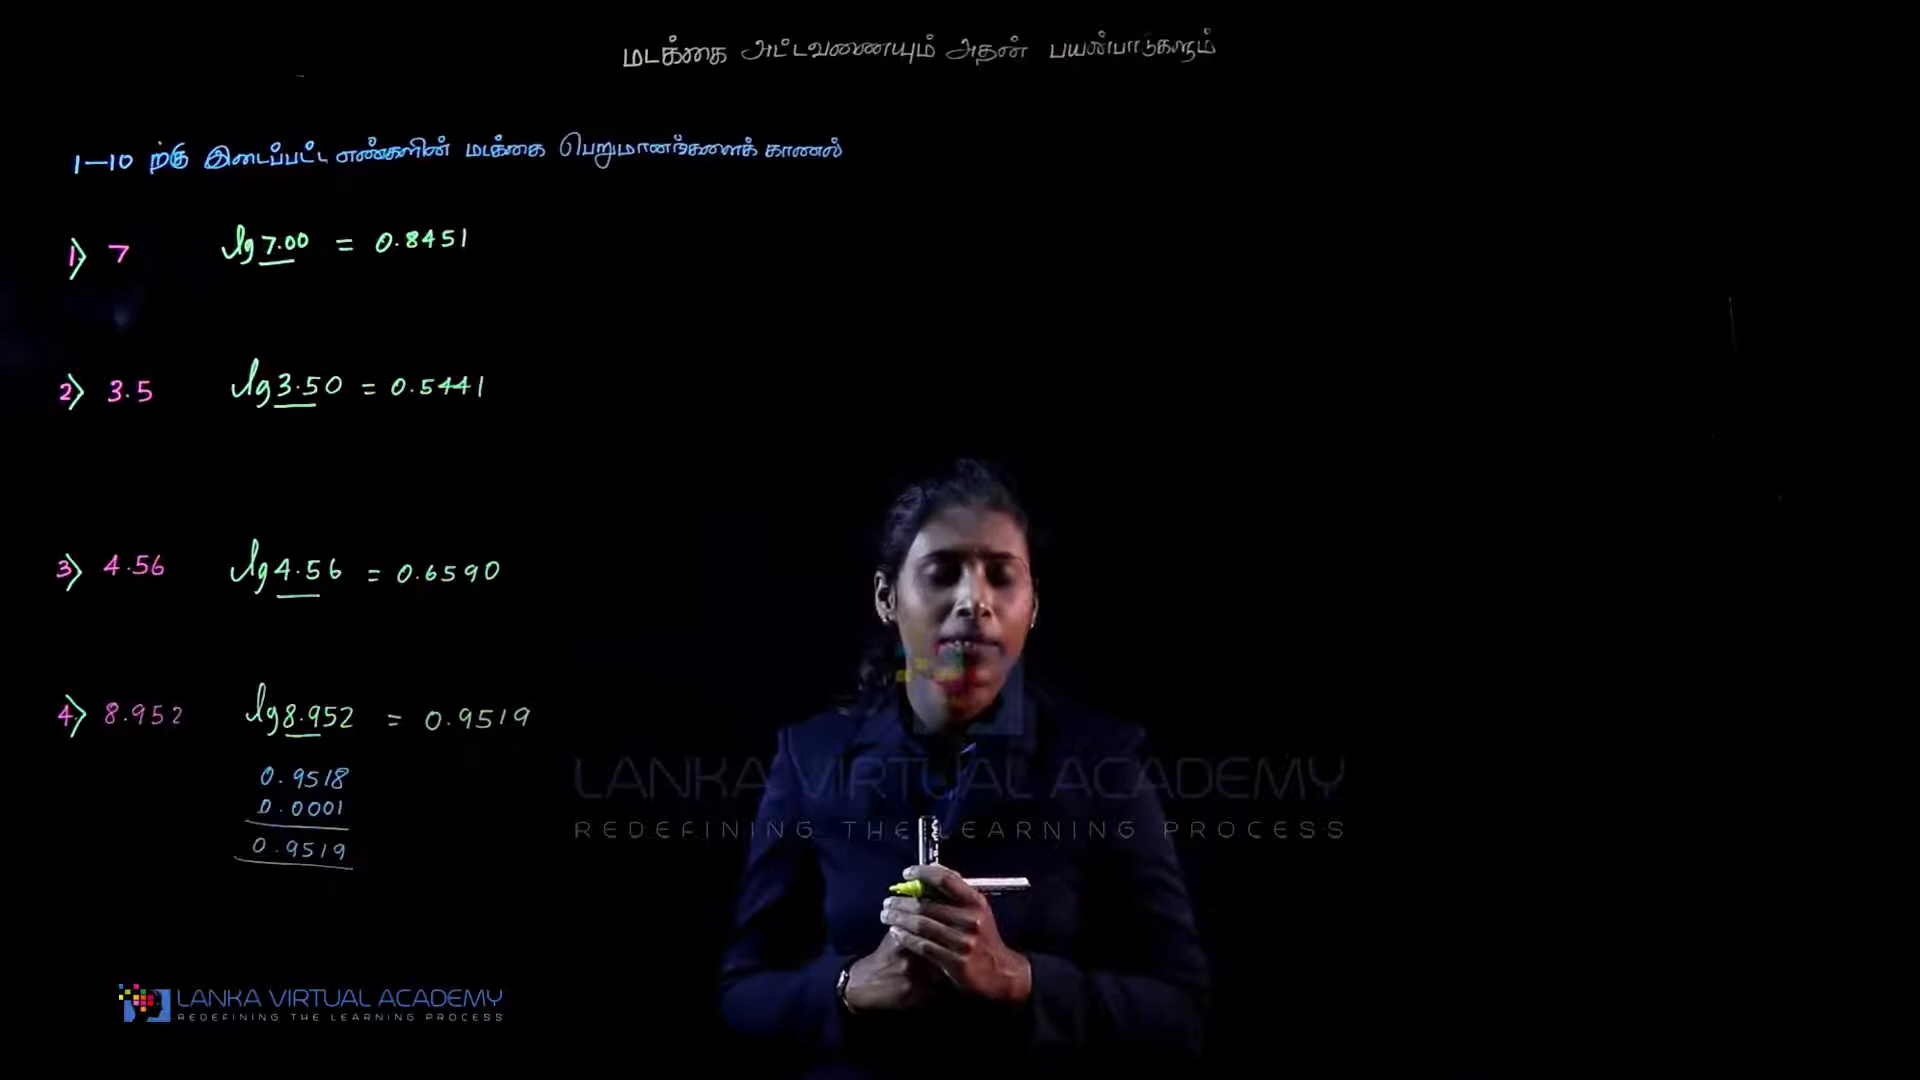 மடக்கை அட்டவணையும் அதன் பயன்பாடுகளும்
1-10 ற்கு இடைப்பட்ட எண்களின் மடக்கை பெறுமானங்களைக் காணல்
1) 7 lg 7.00 = 0.8451
2) 3.5 lg 3.50 = 0.5441
3) 4.56 lg 4.56 = 0.6590
4) 8.952 lg 8.952 = 0.9519
0.9518
0.0001
0.9519
LANKA VIRTUAL ACADEMY
REDEFINING THE LEARNING PROCESS
LANKA VIRTUAL ACADEMY
REDEFINING THE LEARNING PROCESS